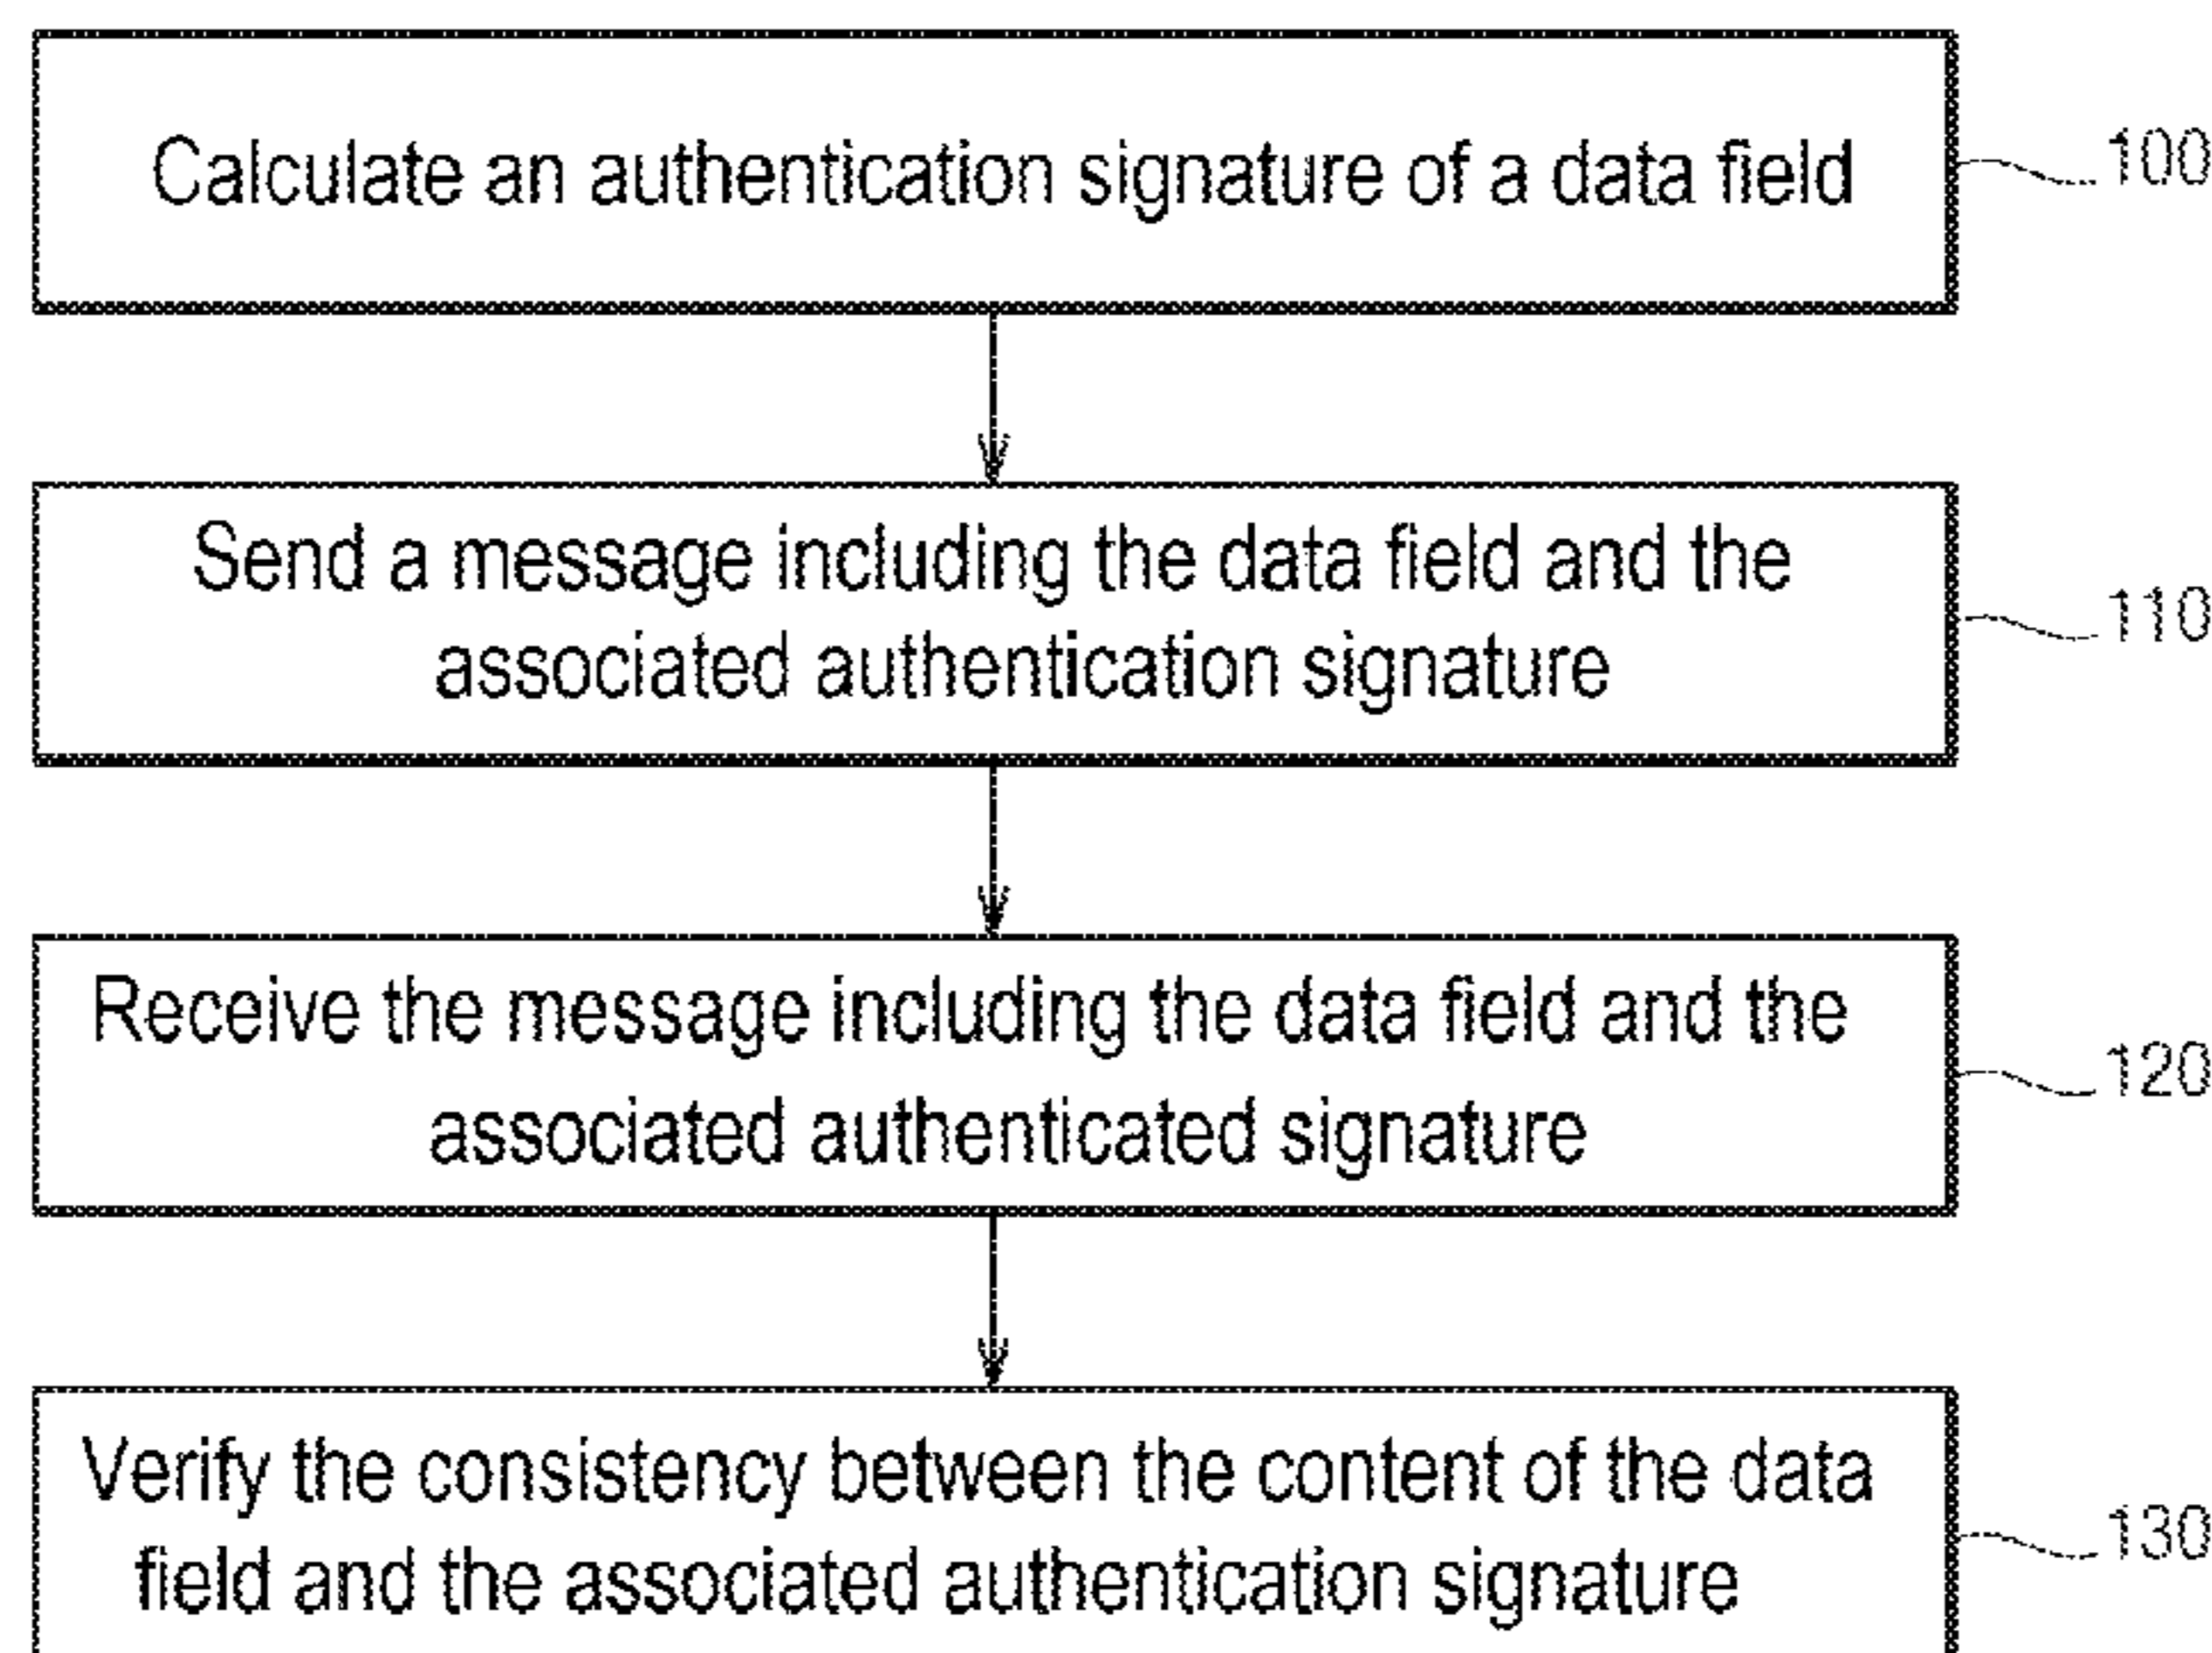 Calculate an authentication signature of a data field
100
Send a message including the data field and the
associated authentication signature
110
Receive the message including the data field and the
associated authenticated signature
120
Verify the consistency between the content of the data
field and the associated authentication signature
130